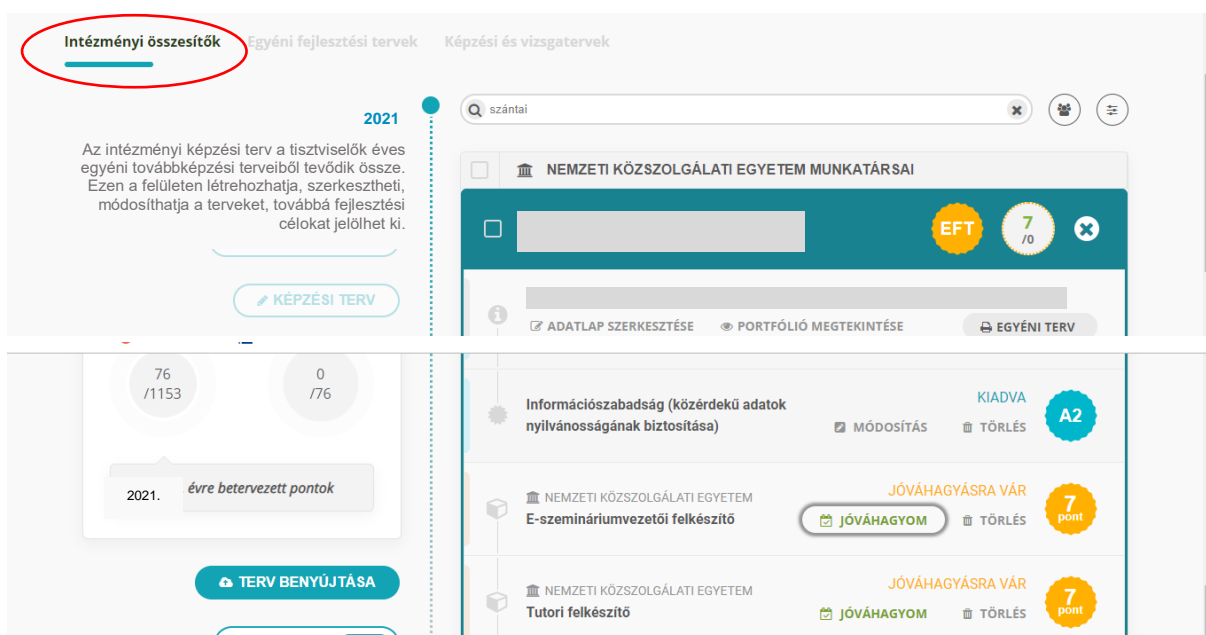 Intézményi összesítők
Egyéni fejlesztési tervek
Képzési és vizsgatervek
2021
Az intézményi képzési terv a tisztviselők éves
egyéni továbbképzési terveiből tevődik össze.
Ezen a felületen létrehozhatja, szerkesztheti,
módosíthatja a terveket, továbbá fejlesztési
célokat jelölhet ki.
KÉPZÉSI TERV
szántai
NEMZETI KÖZSZOLGÁLATI EGYETEM MUNKATÁRSAI
EFT
7
/0
ADATLAP SZERKESZTÉSE
PORTFÓLIÓ MEGTEKINTÉSE
EGYÉNI TERV
76
/1153
0
/76
2021.
évre betervezett pontok
TERV BENYÚJTÁSA
Információszabadság (közérdekű adatok
nyilvánosságának biztosítása)
KIADVA
MÓDOSÍTÁS
TÖRLÉS
A2
NEMZETI KÖZSZOLGÁLATI EGYETEM
E-szemináriumvezetői felkészítő
JÓVÁHAGYÁSRA VÁR
JÓVÁHAGYOM
TÖRLÉS
7
pont
NEMZETI KÖZSZOLGÁLATI EGYETEM
Tutori felkészítő
JÓVÁHAGYÁSRA VÁR
JÓVÁHAGYOM
TÖRLÉS
7
pont